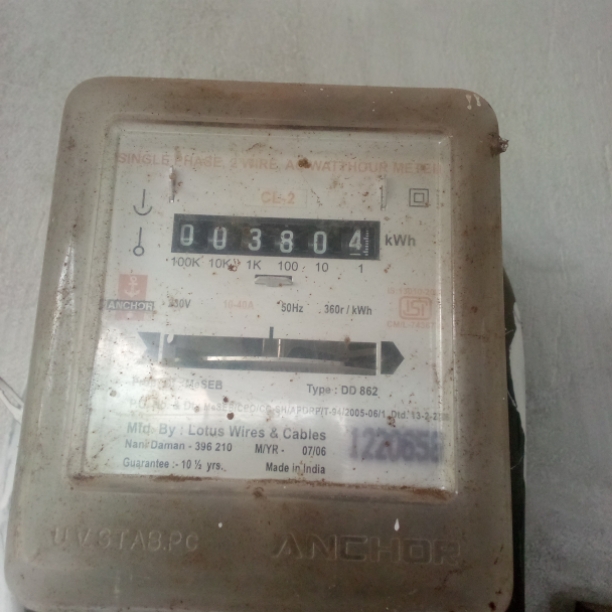 SINGLE PHASE, 2 WIRE, AC WATTHOUR METER
CL-2
003804 kWh
100K 10K 1K 100 10 1
ANCHOR
50Hz 360r / kWh
Type : DD 862
Mfd. By : Lotus Wires & Cables
Nani Daman - 396 210 M/YR - 07/06
Guarantee :- 10 ½ yrs. Made in India
U.V.STAB.PC ANCHOR